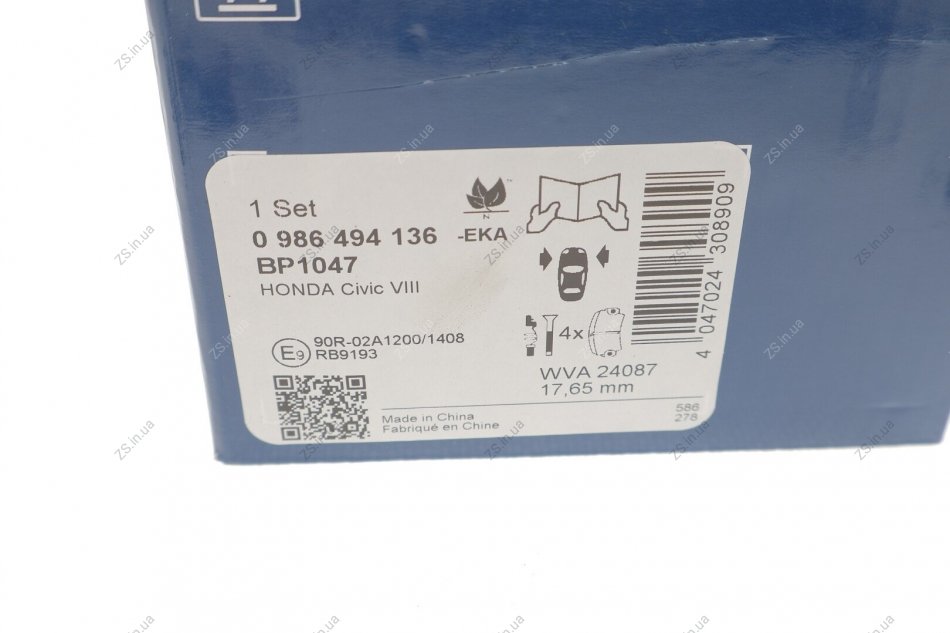 1 Set
0 986 494 136 -EKA
BP1047
HONDA Civic VIII
E9 90R-02A1200/1408
RB9193
4x
WVA 24087
17,65 mm
Made in China
Fabriqué en Chine
586
278
4 047024 308909
ZS.in.ua